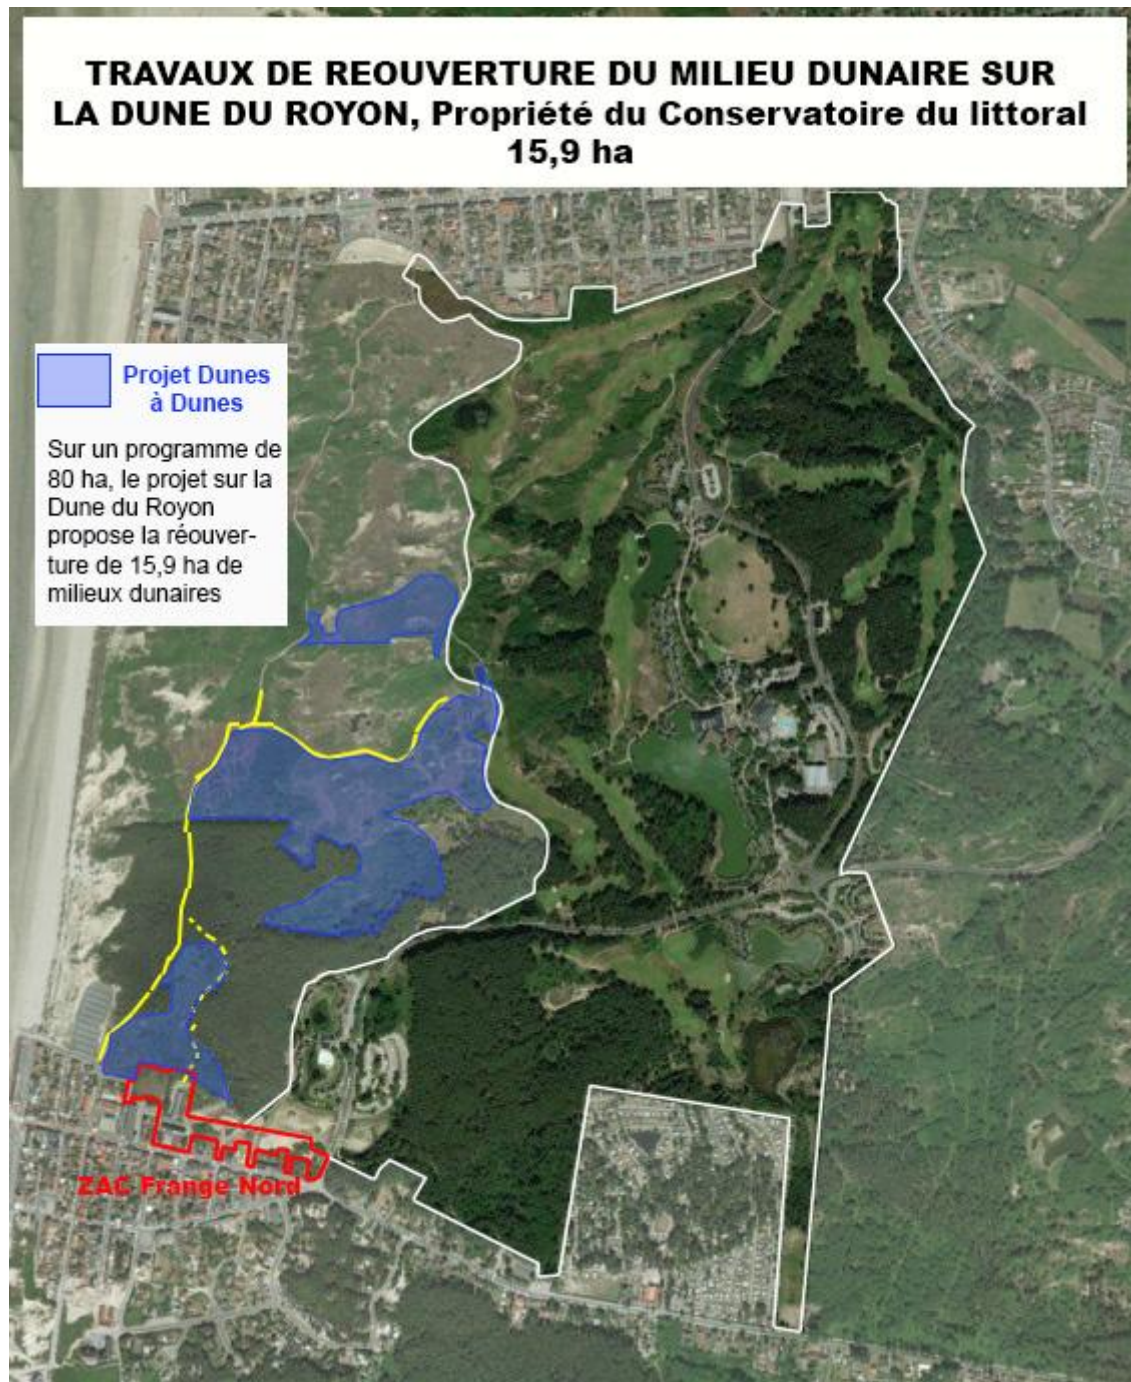 TRAVAUX DE REOUVERTURE DU MILIEU DUNAIRE SUR
LA DUNE DU ROYON, Propriété du Conservatoire du littoral
15,9 ha
Projet Dunes
à Dunes
Sur un programme de
80 ha, le projet sur la
Dune du Royon
propose la réouver-
ture de 15,9 ha de
milieux dunaires
ZAC Frange Nord